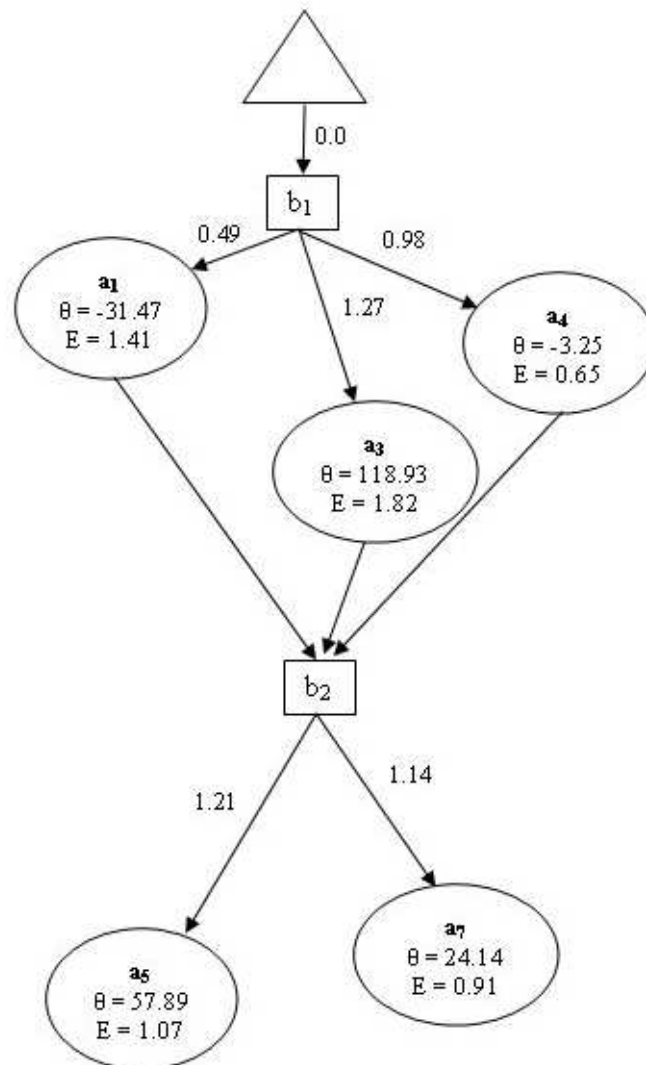 0.0
b₁
0.49
0.98
1.27
a₁
θ = -31.47
E = 1.41
a₄
θ = -3.25
E = 0.65
a₃
θ = 118.93
E = 1.82
b₂
1.21
1.14
a₇
θ = 24.14
E = 0.91
a₅
θ = 57.89
E = 1.07